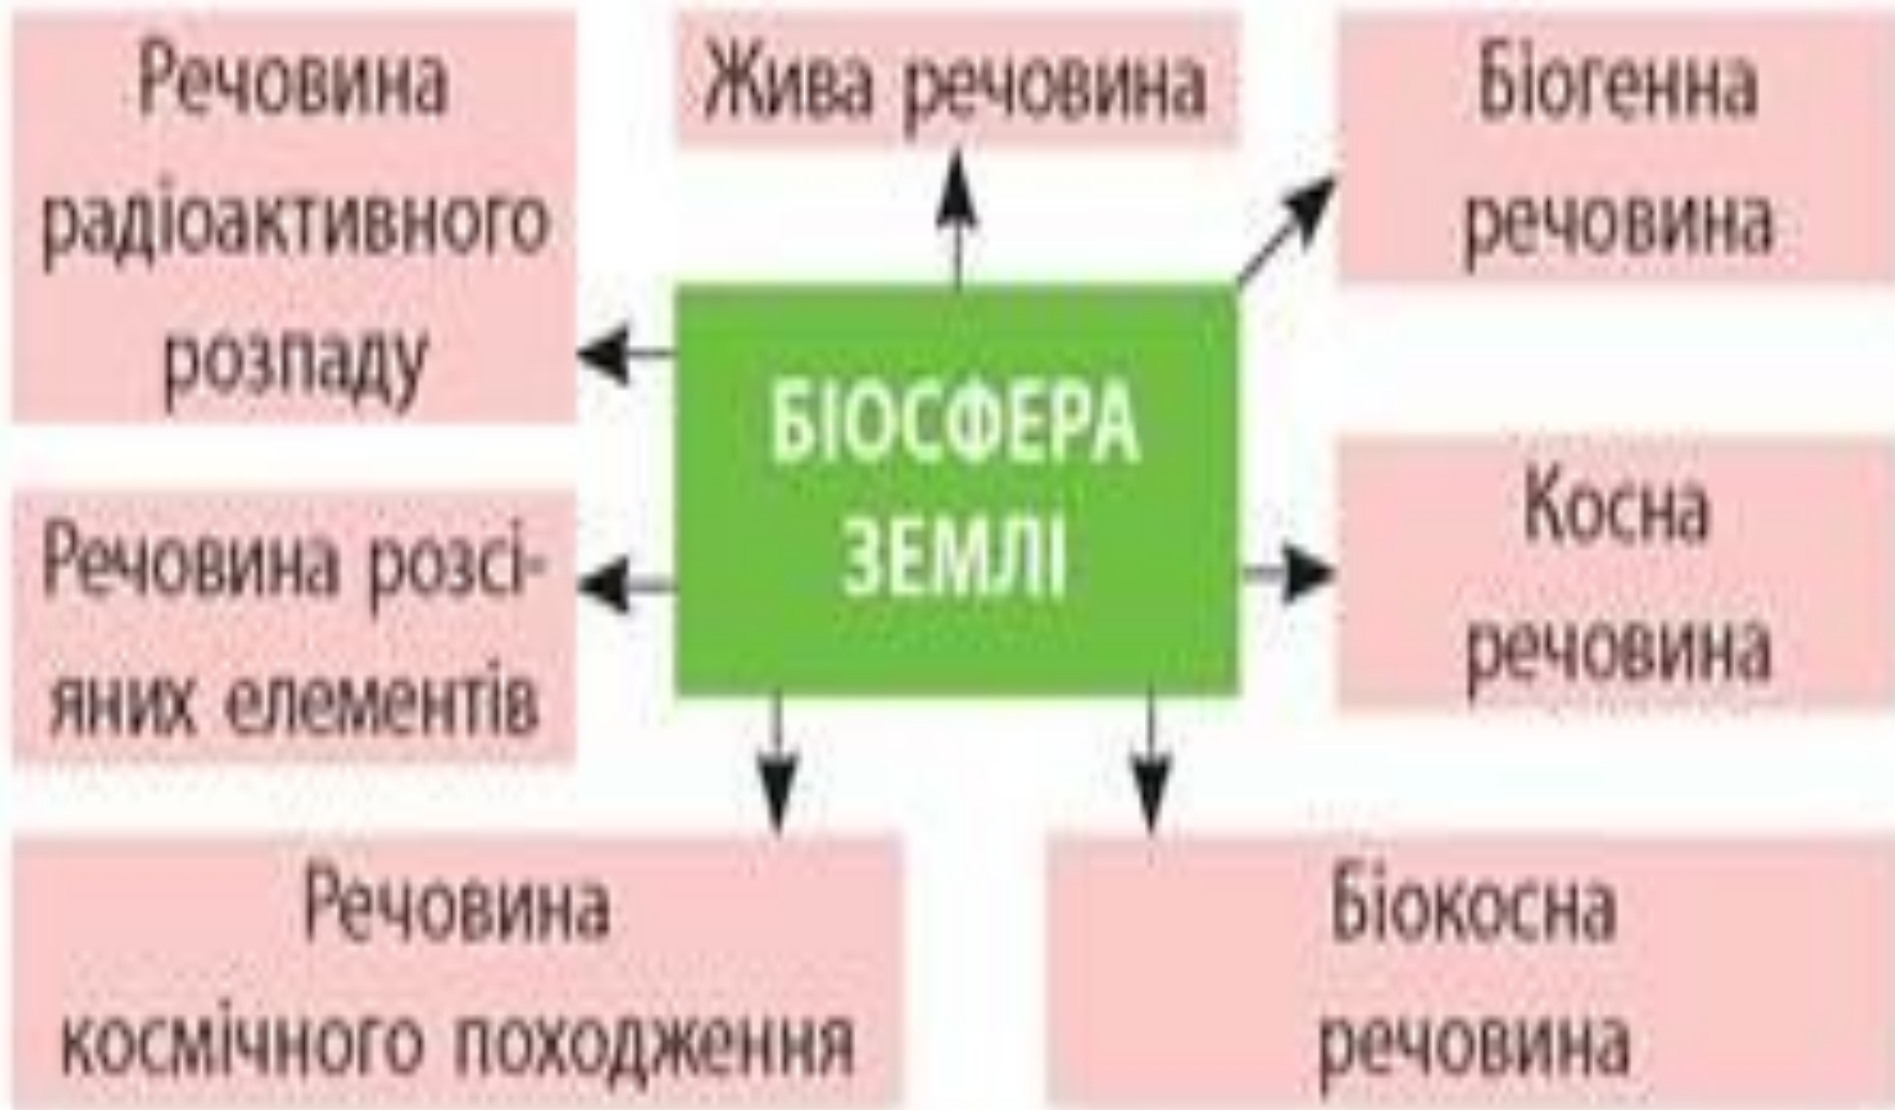 Речовина
радіоактивного
розпаду
Жива речовина
Біогенна
речовина
БІОСФЕРА
ЗЕМЛІ
Речовина розсі-
яних елементів
Косна
речовина
Речовина
космічного походження
Біокосна
речовина